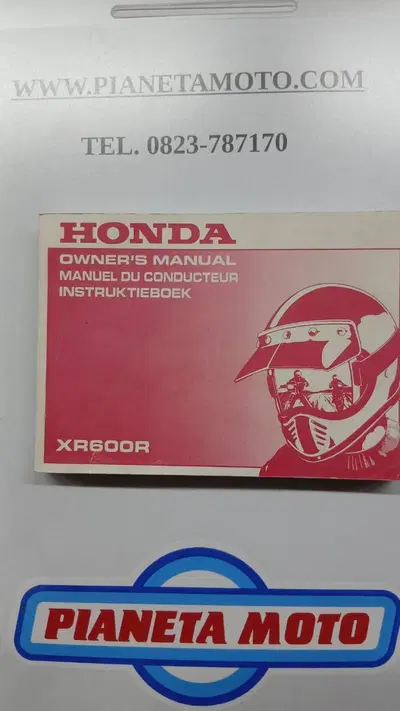 WWW.PIANETAMOTO.COM
TEL. 0823-787170
HONDA
OWNER'S MANUAL
MANUEL DU CONDUCTEUR
INSTRUKTIEBOEK
XR600R
PIANETA MOTO